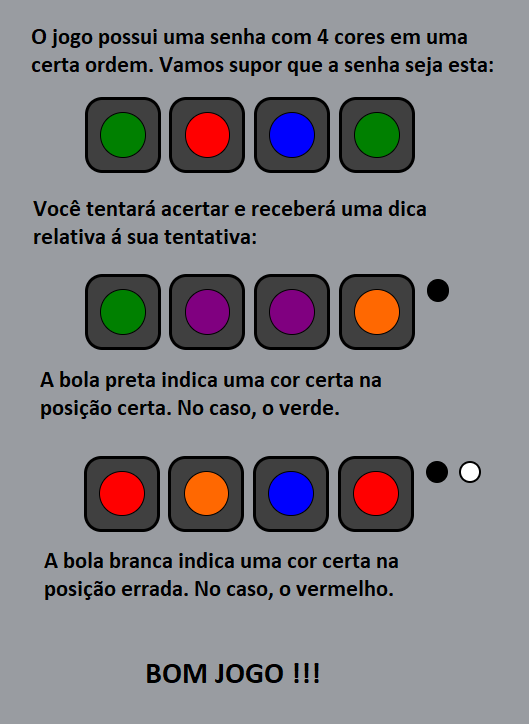 O jogo possui uma senha com 4 cores em uma
certa ordem. Vamos supor que a senha seja esta:
Você tentará acertar e receberá uma dica
relativa á sua tentativa:
A bola preta indica uma cor certa na
posição certa. No caso, o verde.
A bola branca indica uma cor certa na
posição errada. No caso, o vermelho.
BOM JOGO !!!